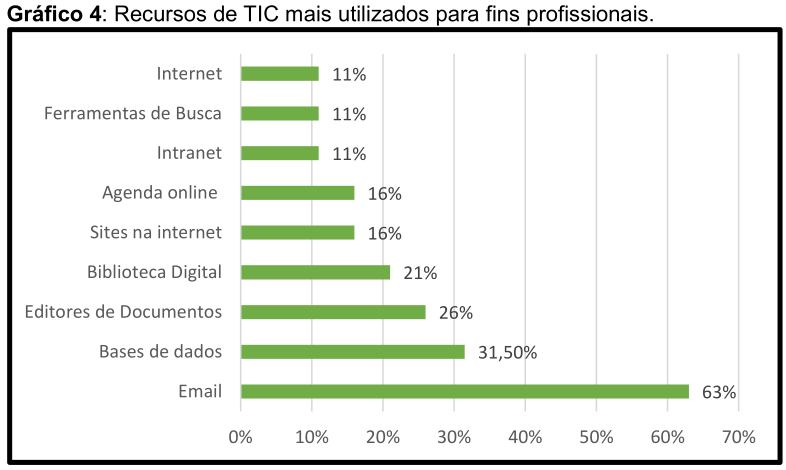 Gráfico 4: Recursos de TIC mais utilizados para fins profissionais.
Internet 11%
Ferramentas de Busca 11%
Intranet 11%
Agenda online 16%
Sites na internet 16%
Biblioteca Digital 21%
Editores de Documentos 26%
Bases de dados 31,50%
Email 63%
0% 10% 20% 30% 40% 50% 60% 70%